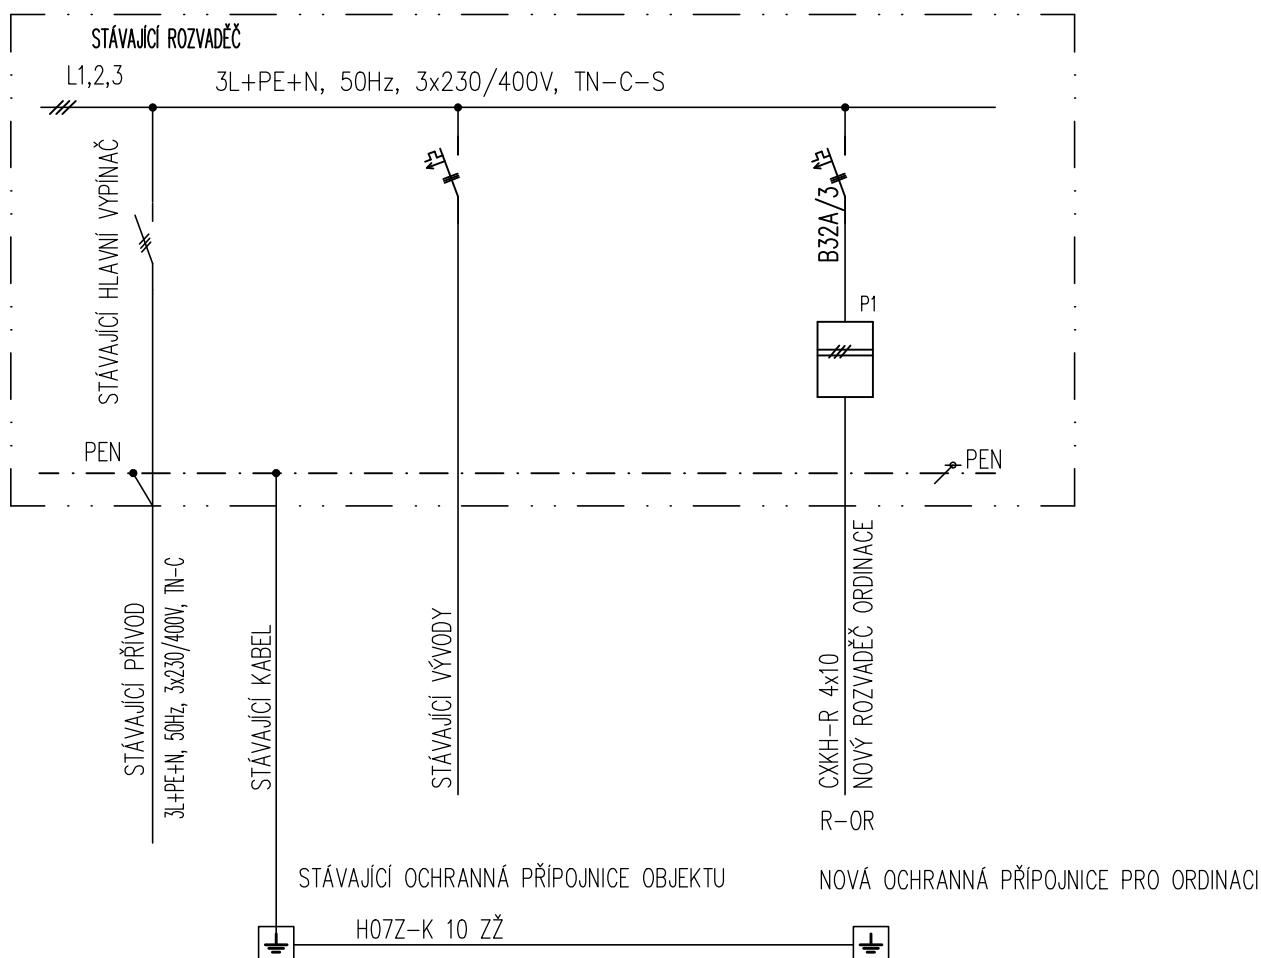 STÁVAJÍCÍ ROZVADĚČ
L1,2,3
3L+PE+N, 50Hz, 3x230/400V, TN-C-S
STÁVAJÍCÍ HLAVNÍ VYPÍNAČ
B32A/3
P1
PEN
PEN
STÁVAJÍCÍ PŘÍVOD
3L+PE+N, 50Hz, 3x230/400V, TN-C
STÁVAJÍCÍ KABEL
STÁVAJÍCÍ VÝVODY
CXKH-R 4x10
NOVÝ ROZVADĚČ ORDINACE
R-OR
STÁVAJÍCÍ OCHRANNÁ PŘÍPOJNICE OBJEKTU
NOVÁ OCHRANNÁ PŘÍPOJNICE PRO ORDINACI
H07Z-K 10 ZŽ